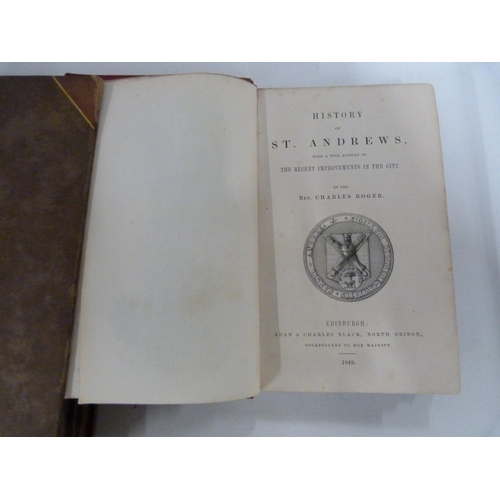 HISTORY
OF
ST. ANDREWS,
WITH A FULL ACCOUNT OF
THE RECENT IMPROVEMENTS IN THE CITY.
BY THE
REV. CHARLES ROGER.
EDINBURGH:
ADAM & CHARLES BLACK, NORTH BRIDGE,
BOOKSELLERS TO HER MAJESTY.